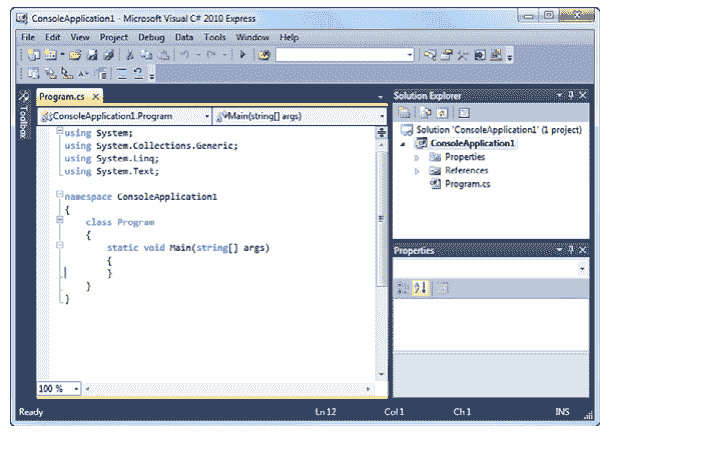 ConsoleApplication1 - Microsoft Visual C# 2010 Express
File Edit View Project Debug Data Tools Window Help
Toolbox
Program.cs
ConsoleApplication1.Program
Main(string[] args)
using System;
using System.Collections.Generic;
using System.Linq;
using System.Text;
namespace ConsoleApplication1
{
class Program
{
static void Main(string[] args)
{
}
}
}
100 %
Solution Explorer
Solution 'ConsoleApplication1' (1 project)
ConsoleApplication1
Properties
References
Program.cs
Properties
Ready Ln 12 Col 1 Ch 1 INS